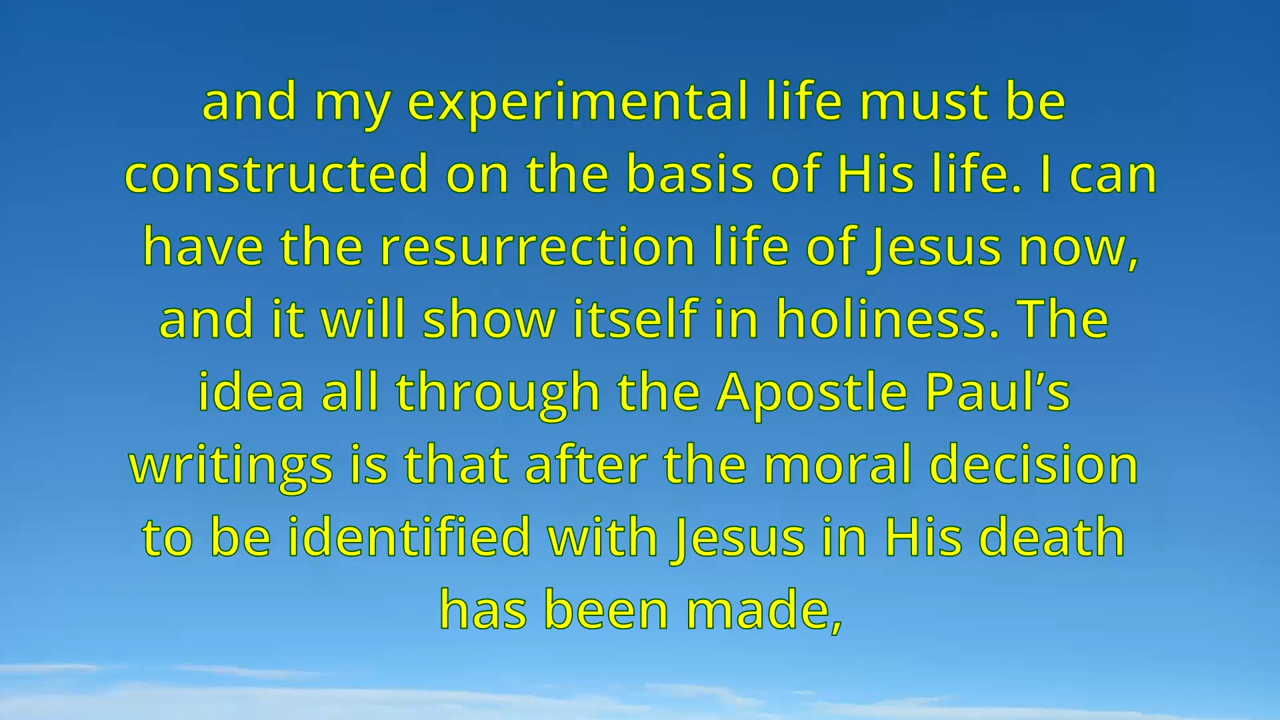 and my experimental life must be
constructed on the basis of His life. I can
have the resurrection life of Jesus now,
and it will show itself in holiness. The
idea all through the Apostle Paul’s
writings is that after the moral decision
to be identified with Jesus in His death
has been made,